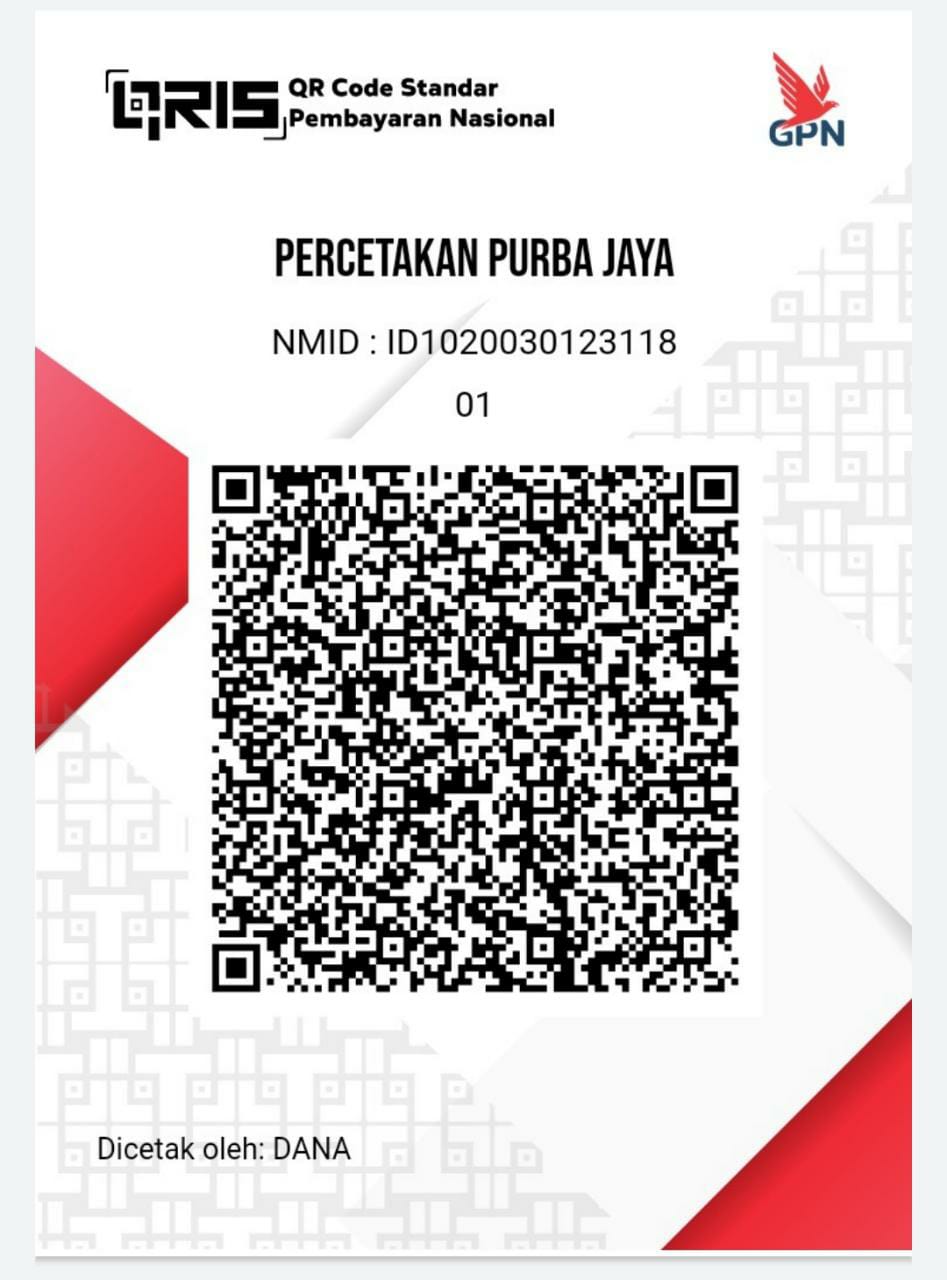 QRIS QR Code Standar
Pembayaran Nasional
GPN
PERCETAKAN PURBA JAYA
NMID : ID1020030123118
01
Dicetak oleh: DANA